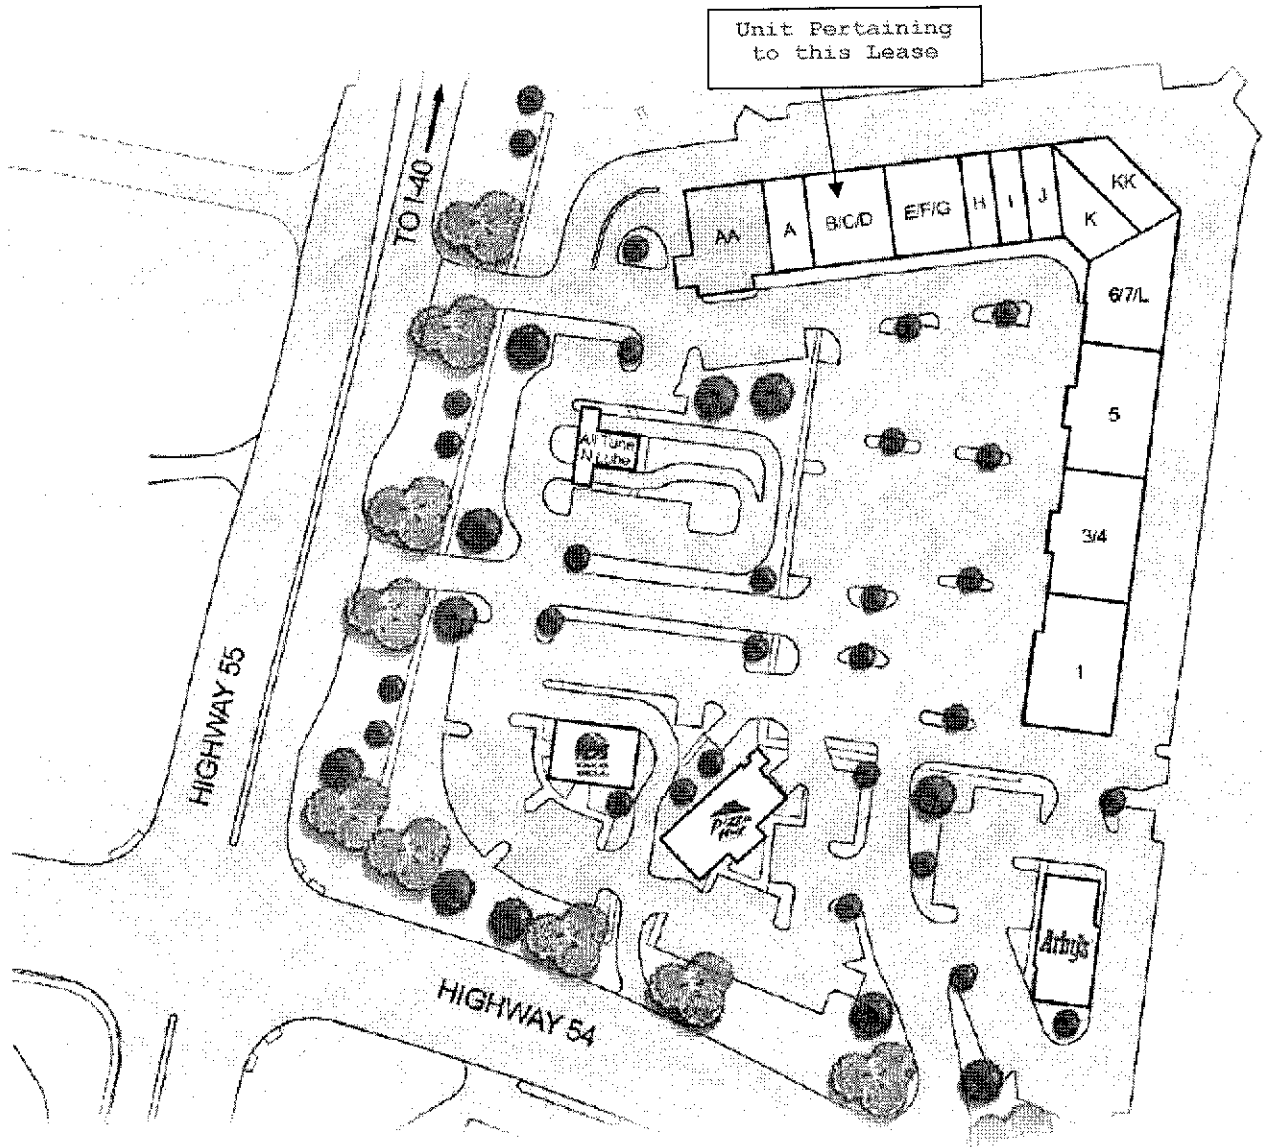 Unit Pertaining
to this Lease
TO I-40
AA
A
B/C/D
E/F/G
H
I
J
K
KK
6/7/L
5
3/4
1
All Tune
N Lube
HIGHWAY 55
Pizza
Hut
Arby's
HIGHWAY 54